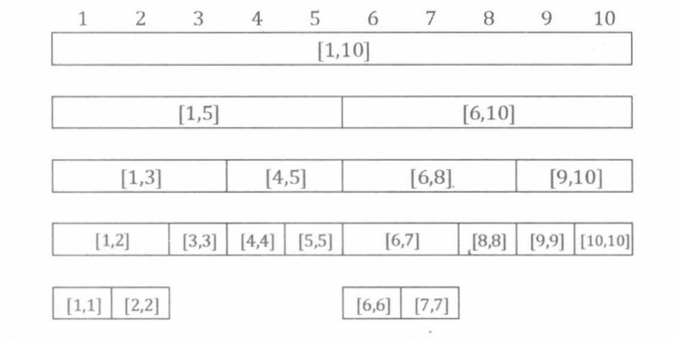 1 2 3 4 5 6 7 8 9 10
[1,10]
[1,5] [6,10]
[1,3] [4,5] [6,8] [9,10]
[1,2] [3,3] [4,4] [5,5] [6,7] [8,8] [9,9] [10,10]
[1,1] [2,2] [6,6] [7,7]